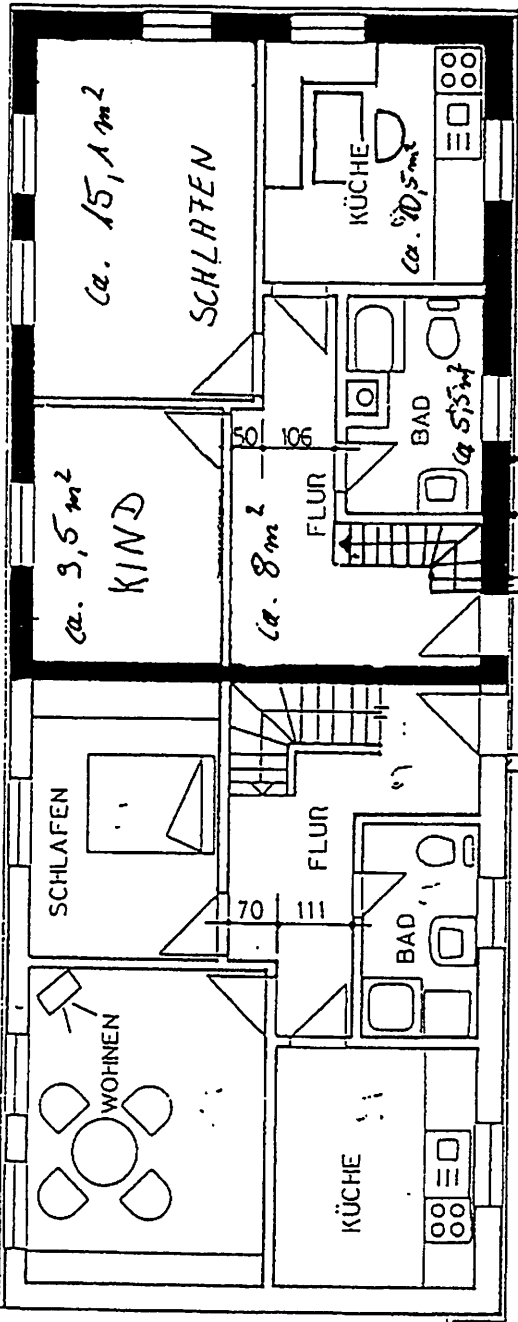 ca. 15,1 m²
SCHLAFEN
KÜCHE
ca. 10,5 m²
ca. 9,5 m²
KIND
50 106
ca. 8 m²
FLUR
BAD
ca 5,5 m²
SCHLAFEN
FLUR
70 111
BAD
WOHNEN
KÜCHE